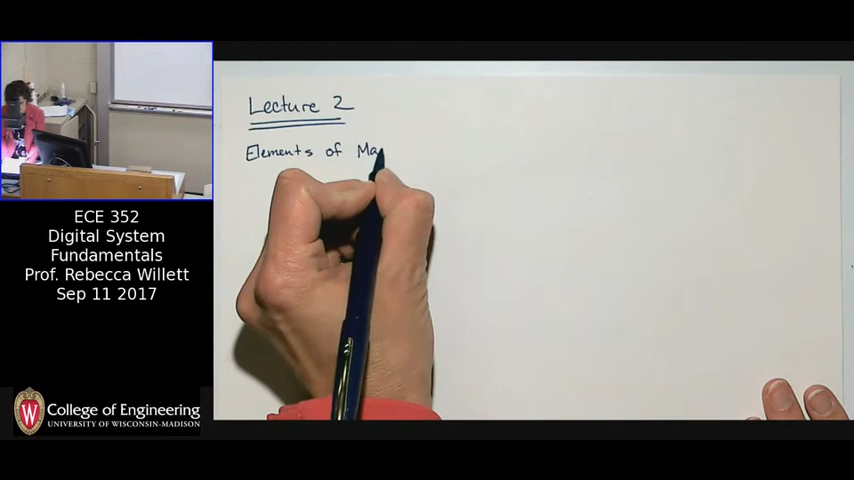 Lecture 2
Elements of Ma
ECE 352
Digital System
Fundamentals
Prof. Rebecca Willett
Sep 11 2017
W
College of Engineering
UNIVERSITY OF WISCONSIN-MADISON